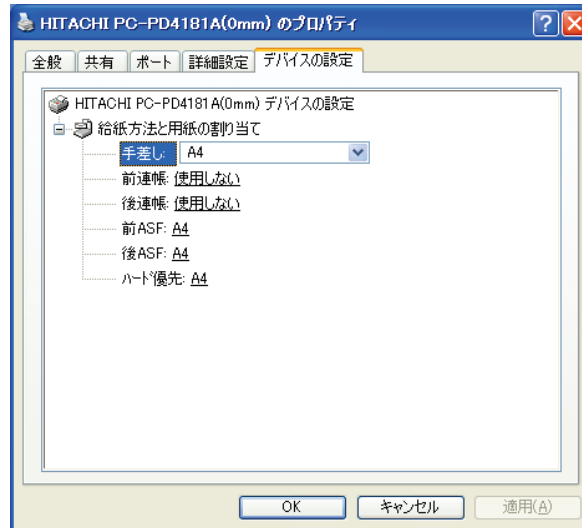 HITACHI PC-PD4181A(0mm) のプロパティ
全般 共有 ポート 詳細設定 デバイスの設定
HITACHI PC-PD4181A(0mm) デバイスの設定
給紙方法と用紙の割り当て
手差し: A4
前連帳: 使用しない
後連帳: 使用しない
前ASF: A4
後ASF: A4
ハード優先: A4
OK キャンセル 適用(A)